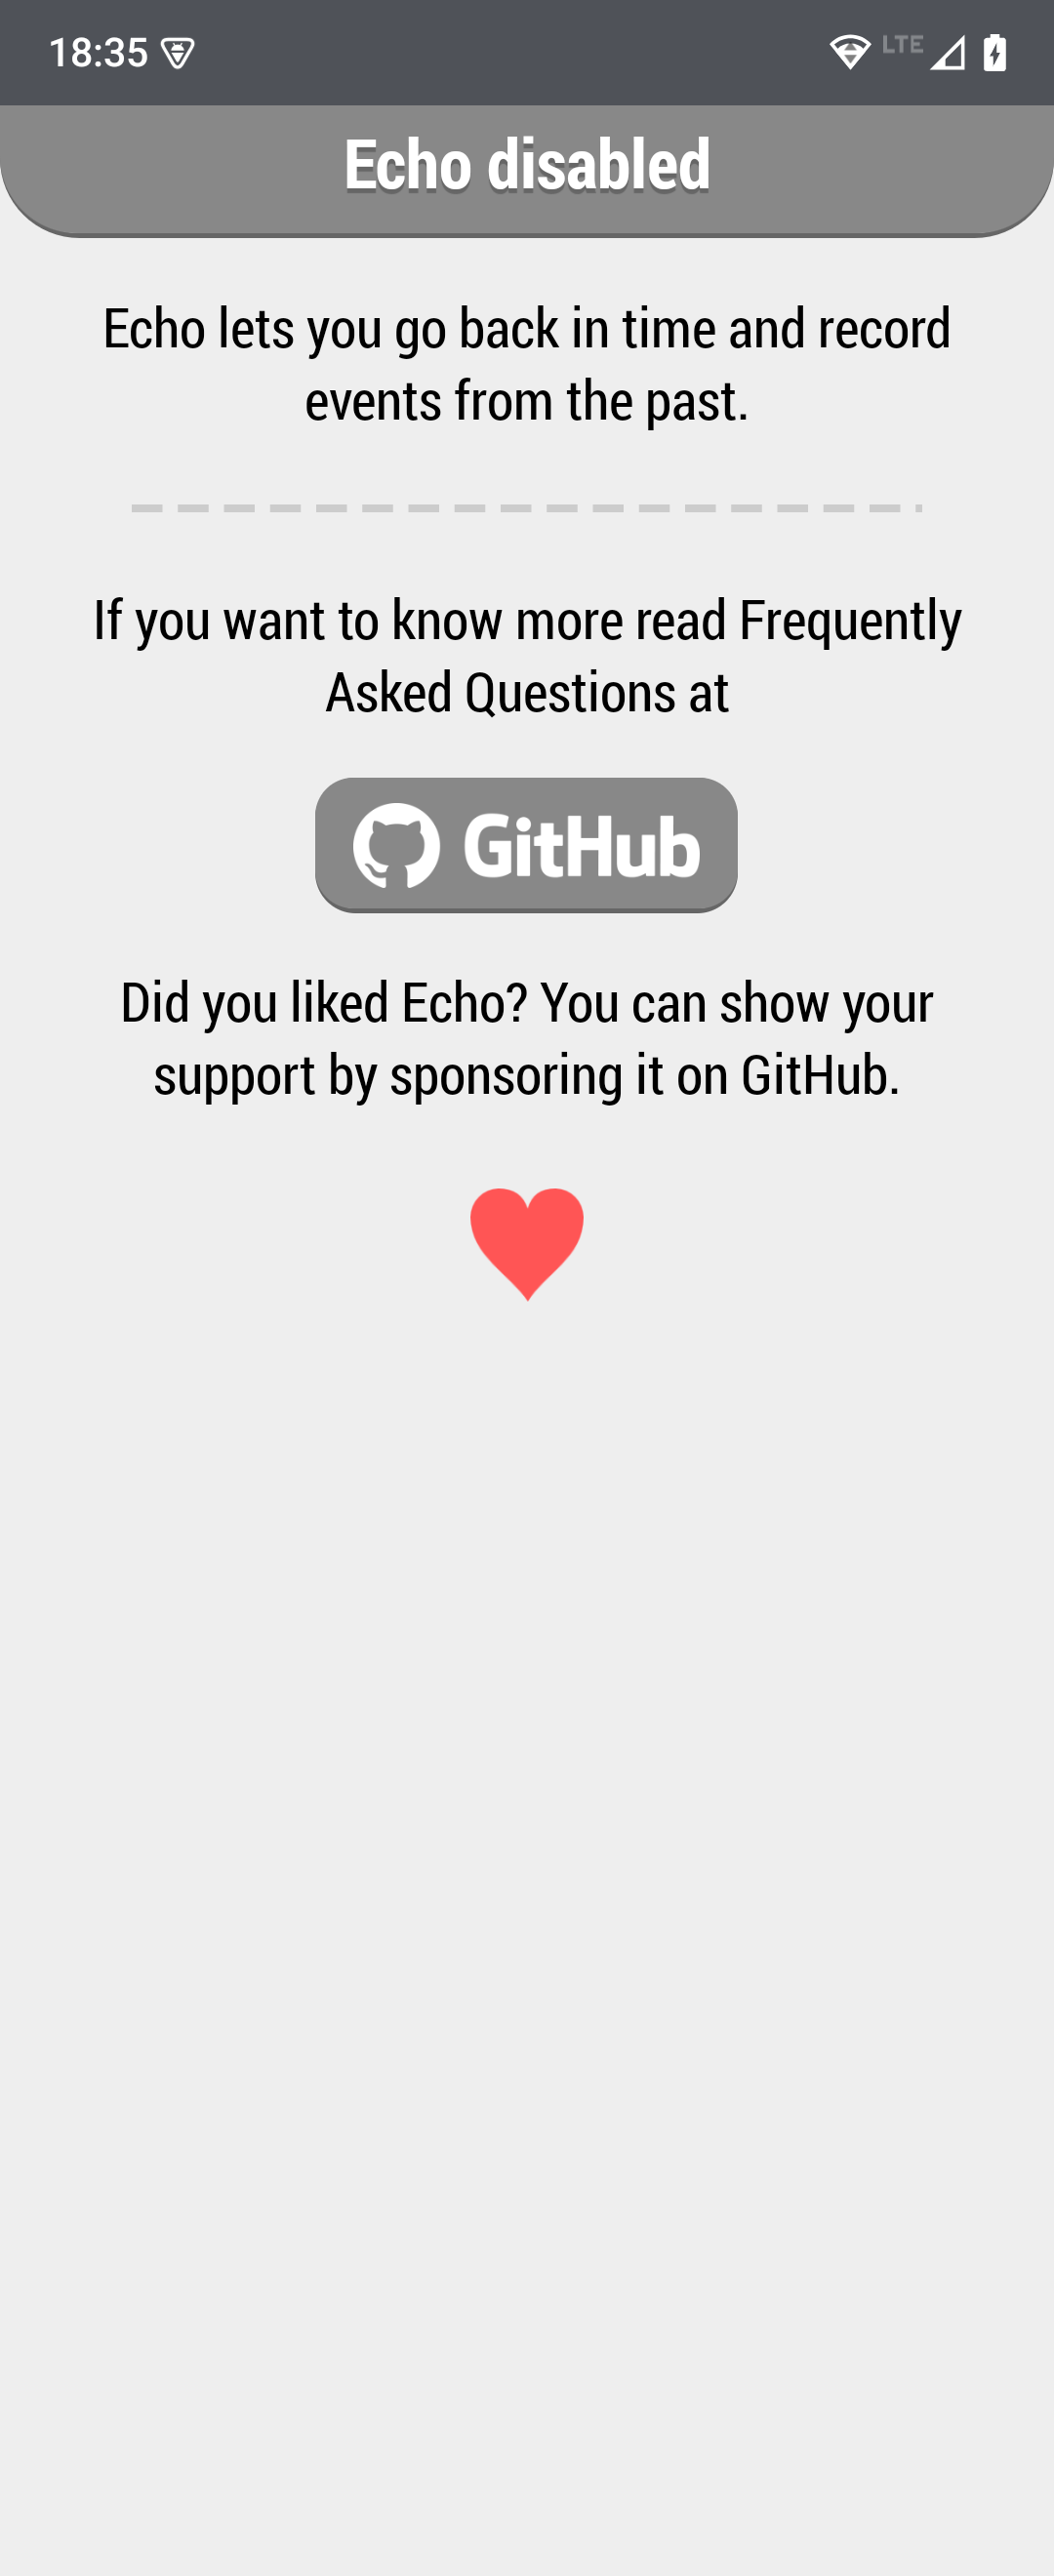 18:35
LTE
Echo disabled
Echo lets you go back in time and record
events from the past.
If you want to know more read Frequently
Asked Questions at
GitHub
Did you liked Echo? You can show your
support by sponsoring it on GitHub.